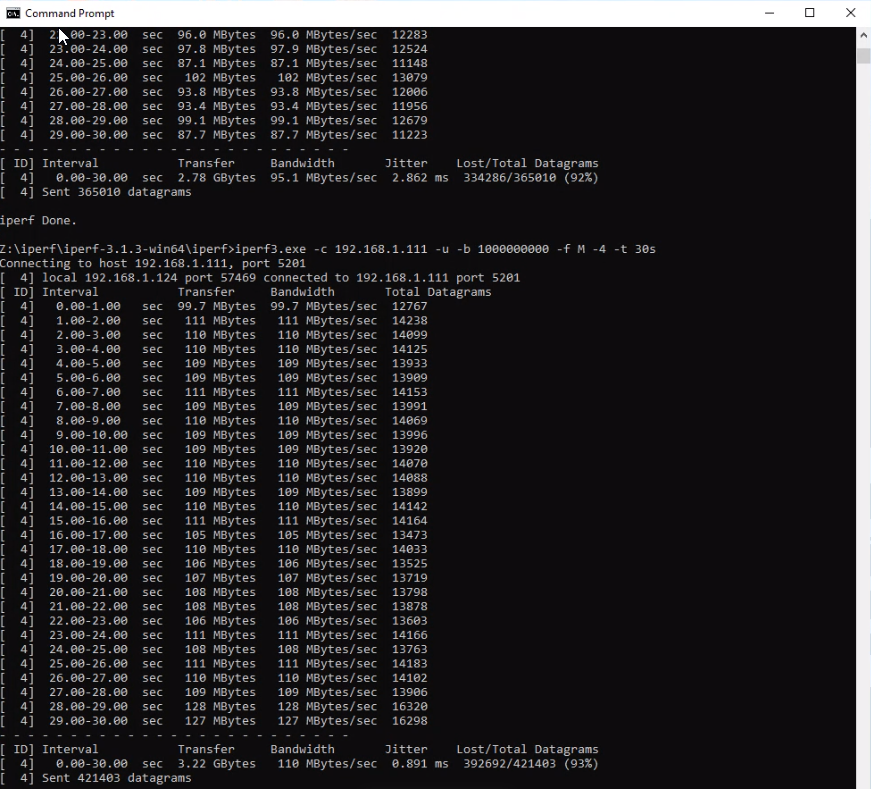 Command Prompt
[  4]  22.00-23.00  sec  96.0 MBytes  96.0 MBytes/sec  12283
[  4]  23.00-24.00  sec  97.8 MBytes  97.9 MBytes/sec  12524
[  4]  24.00-25.00  sec  87.1 MBytes  87.1 MBytes/sec  11148
[  4]  25.00-26.00  sec   102 MBytes   102 MBytes/sec  13079
[  4]  26.00-27.00  sec  93.8 MBytes  93.8 MBytes/sec  12006
[  4]  27.00-28.00  sec  93.4 MBytes  93.4 MBytes/sec  11956
[  4]  28.00-29.00  sec  99.1 MBytes  99.1 MBytes/sec  12679
[  4]  29.00-30.00  sec  87.7 MBytes  87.7 MBytes/sec  11223
- - - - - - - - - - - - - - - - - - - - - - - - -
[ ID] Interval           Transfer     Bandwidth       Jitter    Lost/Total Datagrams
[  4]   0.00-30.00  sec  2.78 GBytes  95.1 MBytes/sec  2.862 ms  334286/365010 (92%)
[  4] Sent 365010 datagrams
iperf Done.
Z:\iperf\iperf-3.1.3-win64\iperf>iperf3.exe -c 192.168.1.111 -u -b 1000000000 -f M -4 -t 30s
Connecting to host 192.168.1.111, port 5201
[  4] local 192.168.1.124 port 57469 connected to 192.168.1.111 port 5201
[ ID] Interval           Transfer     Bandwidth       Total Datagrams
[  4]   0.00-1.00   sec  99.7 MBytes  99.7 MBytes/sec  12767
[  4]   1.00-2.00   sec   111 MBytes   111 MBytes/sec  14238
[  4]   2.00-3.00   sec   110 MBytes   110 MBytes/sec  14099
[  4]   3.00-4.00   sec   110 MBytes   110 MBytes/sec  14125
[  4]   4.00-5.00   sec   109 MBytes   109 MBytes/sec  13933
[  4]   5.00-6.00   sec   109 MBytes   109 MBytes/sec  13909
[  4]   6.00-7.00   sec   111 MBytes   111 MBytes/sec  14153
[  4]   7.00-8.00   sec   109 MBytes   109 MBytes/sec  13991
[  4]   8.00-9.00   sec   110 MBytes   110 MBytes/sec  14069
[  4]   9.00-10.00  sec   109 MBytes   109 MBytes/sec  13996
[  4]  10.00-11.00  sec   109 MBytes   109 MBytes/sec  13920
[  4]  11.00-12.00  sec   110 MBytes   110 MBytes/sec  14070
[  4]  12.00-13.00  sec   110 MBytes   110 MBytes/sec  14088
[  4]  13.00-14.00  sec   109 MBytes   109 MBytes/sec  13899
[  4]  14.00-15.00  sec   110 MBytes   110 MBytes/sec  14142
[  4]  15.00-16.00  sec   111 MBytes   111 MBytes/sec  14164
[  4]  16.00-17.00  sec   105 MBytes   105 MBytes/sec  13473
[  4]  17.00-18.00  sec   110 MBytes   110 MBytes/sec  14033
[  4]  18.00-19.00  sec   106 MBytes   106 MBytes/sec  13525
[  4]  19.00-20.00  sec   107 MBytes   107 MBytes/sec  13719
[  4]  20.00-21.00  sec   108 MBytes   108 MBytes/sec  13798
[  4]  21.00-22.00  sec   108 MBytes   108 MBytes/sec  13878
[  4]  22.00-23.00  sec   106 MBytes   106 MBytes/sec  13603
[  4]  23.00-24.00  sec   111 MBytes   111 MBytes/sec  14166
[  4]  24.00-25.00  sec   108 MBytes   108 MBytes/sec  13763
[  4]  25.00-26.00  sec   111 MBytes   111 MBytes/sec  14183
[  4]  26.00-27.00  sec   110 MBytes   110 MBytes/sec  14102
[  4]  27.00-28.00  sec   109 MBytes   109 MBytes/sec  13906
[  4]  28.00-29.00  sec   128 MBytes   128 MBytes/sec  16320
[  4]  29.00-30.00  sec   127 MBytes   127 MBytes/sec  16298
- - - - - - - - - - - - - - - - - - - - - - - - -
[ ID] Interval           Transfer     Bandwidth       Jitter    Lost/Total Datagrams
[  4]   0.00-30.00  sec  3.22 GBytes   110 MBytes/sec  0.891 ms  392692/421403 (93%)
[  4] Sent 421403 datagrams